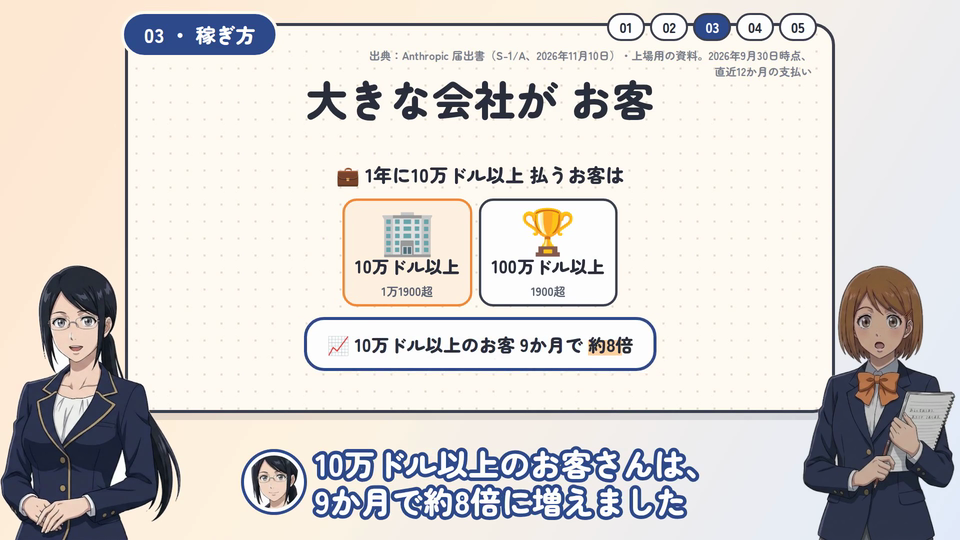 03 ・ 稼ぎ方
01 02 03 04 05
出典：Anthropic 届出書（S-1/A、2026年11月10日）・上場用の資料。2026年9月30日時点、
直近12か月の支払い
大きな会社が お客
1年に10万ドル以上 払うお客は
10万ドル以上
1万1900超
100万ドル以上
1900超
10万ドル以上のお客 9か月で 約8倍
10万ドル以上のお客さんは、
9か月で約8倍に増えました